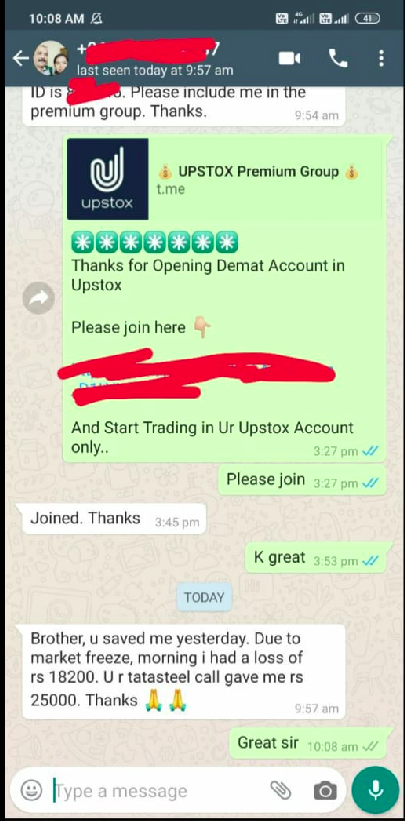 10:08 AM
4G
41
last seen today at 9:57 am
ID is. Please include me in the
premium group. Thanks.
9:54 am
upstox
💰 UPSTOX Premium Group 💰
t.me
✳️✳️✳️✳️✳️✳️✳️
Thanks for Opening Demat Account in
Upstox
Please join here 👇🏻
And Start Trading in Ur Upstox Account
only..
3:27 pm
Please join 3:27 pm
Joined. Thanks 3:45 pm
K great 3:53 pm
TODAY
Brother, u saved me yesterday. Due to
market freeze, morning i had a loss of
rs 18200. U r tatasteel call gave me rs
25000. Thanks 🙏 🙏
9:57 am
Great sir 10:08 am
Type a message